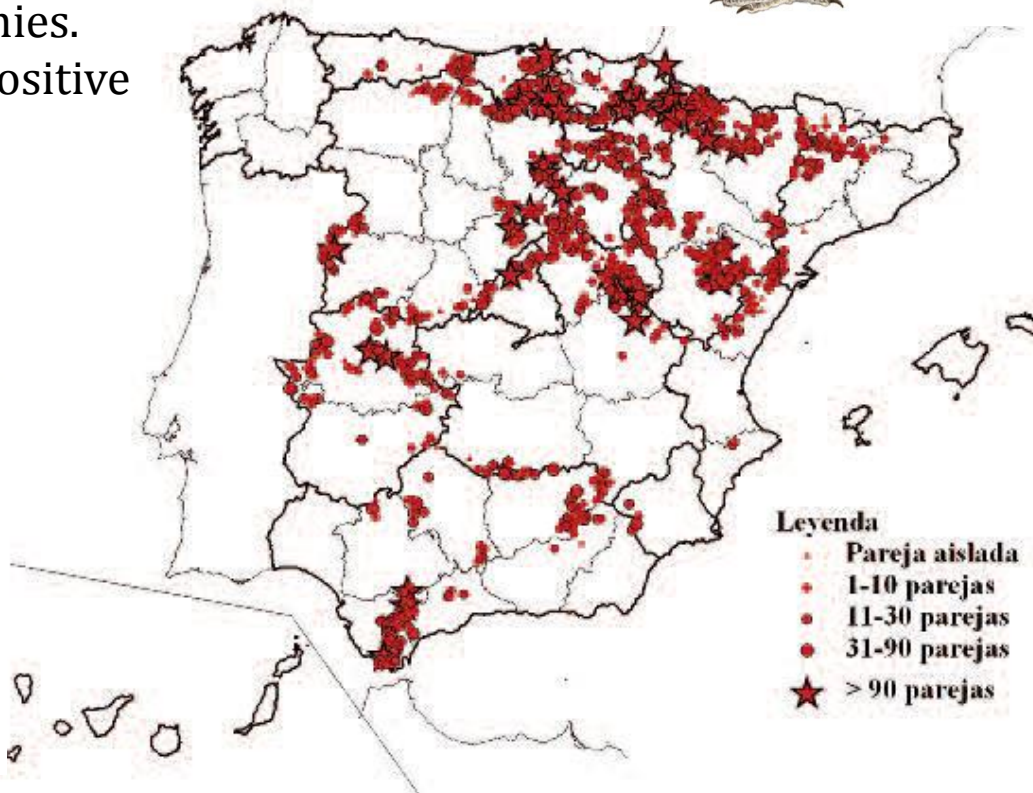 nies.
ositive
Leyenda
Pareja aislada
1-10 parejas
11-30 parejas
31-90 parejas
> 90 parejas